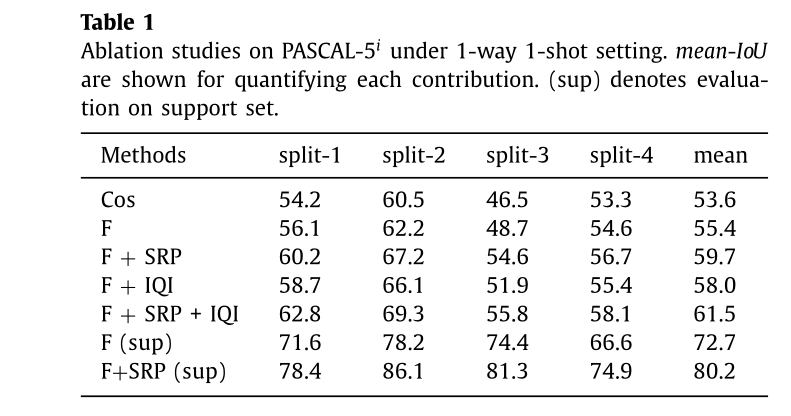 Table 1
Ablation studies on PASCAL-5ⁱ under 1-way 1-shot setting. mean-IoU
are shown for quantifying each contribution. (sup) denotes evalua-
tion on support set.
Methods split-1 split-2 split-3 split-4 mean
Cos 54.2 60.5 46.5 53.3 53.6
F 56.1 62.2 48.7 54.6 55.4
F + SRP 60.2 67.2 54.6 56.7 59.7
F + IQI 58.7 66.1 51.9 55.4 58.0
F + SRP + IQI 62.8 69.3 55.8 58.1 61.5
F (sup) 71.6 78.2 74.4 66.6 72.7
F+SRP (sup) 78.4 86.1 81.3 74.9 80.2